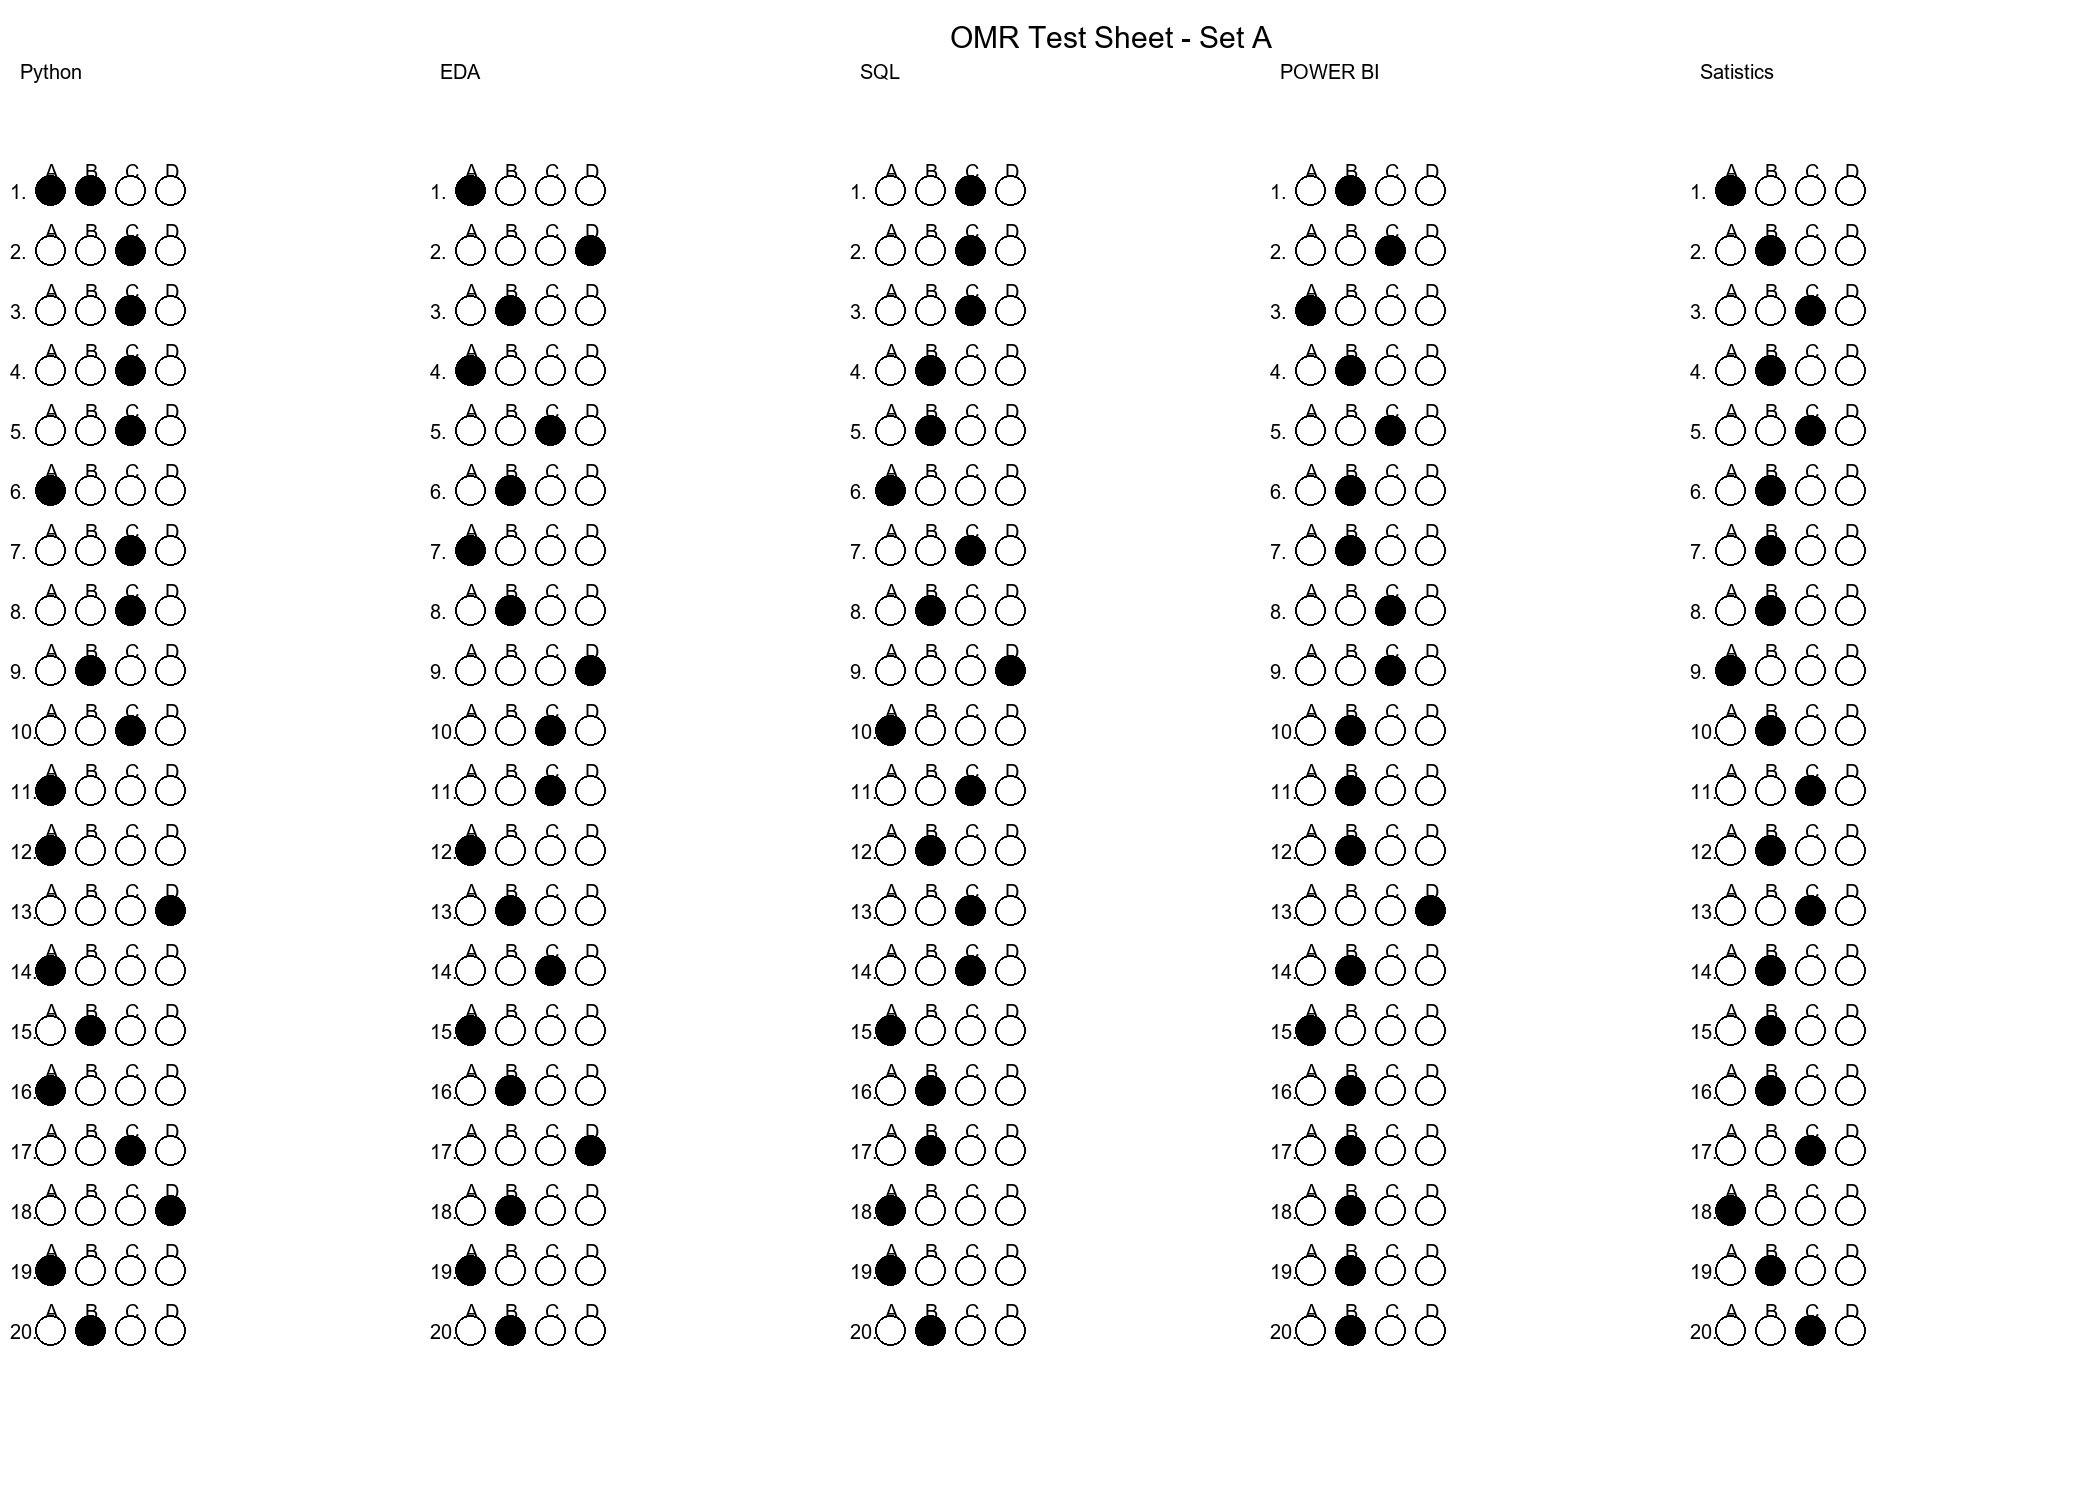 OMR Test Sheet - Set A
Python EDA SQL POWER BI Satistics
A B C D A B C D A B C D A B C D A B C D
1. 1. 1. 1. 1.
A B C D A B C D A B C D A B C D A B C D
2. 2. 2. 2. 2.
A B C D A B C D A B C D A B C D A B C D
3. 3. 3. 3. 3.
A B C D A B C D A B C D A B C D A B C D
4. 4. 4. 4. 4.
A B C D A B C D A B C D A B C D A B C D
5. 5. 5. 5. 5.
A B C D A B C D A B C D A B C D A B C D
6. 6. 6. 6. 6.
A B C D A B C D A B C D A B C D A B C D
7. 7. 7. 7. 7.
A B C D A B C D A B C D A B C D A B C D
8. 8. 8. 8. 8.
A B C D A B C D A B C D A B C D A B C D
9. 9. 9. 9. 9.
A B C D A B C D A B C D A B C D A B C D
10. 10. 10. 10. 10.
A B C D A B C D A B C D A B C D A B C D
11. 11. 11. 11. 11.
A B C D A B C D A B C D A B C D A B C D
12. 12. 12. 12. 12.
A B C D A B C D A B C D A B C D A B C D
13. 13. 13. 13. 13.
A B C D A B C D A B C D A B C D A B C D
14. 14. 14. 14. 14.
A B C D A B C D A B C D A B C D A B C D
15. 15. 15. 15. 15.
A B C D A B C D A B C D A B C D A B C D
16. 16. 16. 16. 16.
A B C D A B C D A B C D A B C D A B C D
17. 17. 17. 17. 17.
A B C D A B C D A B C D A B C D A B C D
18. 18. 18. 18. 18.
A B C D A B C D A B C D A B C D A B C D
19. 19. 19. 19. 19.
A B C D A B C D A B C D A B C D A B C D
20. 20. 20. 20. 20.